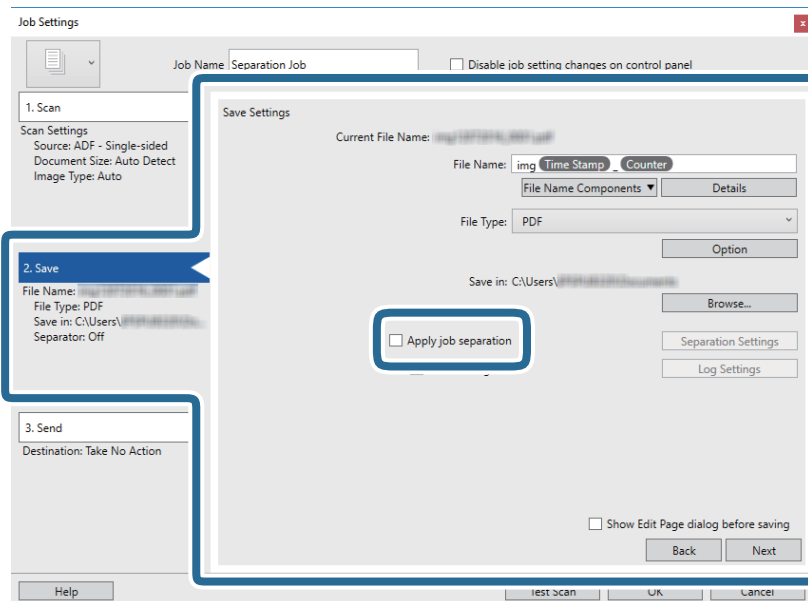 Job Settings
x
Job Name Separation Job Disable job setting changes on control panel
1. Scan
Scan Settings
Source: ADF - Single-sided
Document Size: Auto Detect
Image Type: Auto
2. Save
File Name:
File Type: PDF
Save in: C:\Users\
Separator: Off
3. Send
Destination: Take No Action
Save Settings
Current File Name:
File Name: img Time Stamp _ Counter
File Name Components ▼ Details
File Type: PDF
Option
Save in: C:\Users\
Browse...
Apply job separation Separation Settings
Log Settings
Show Edit Page dialog before saving
Back Next
Help Test Scan OK Cancel